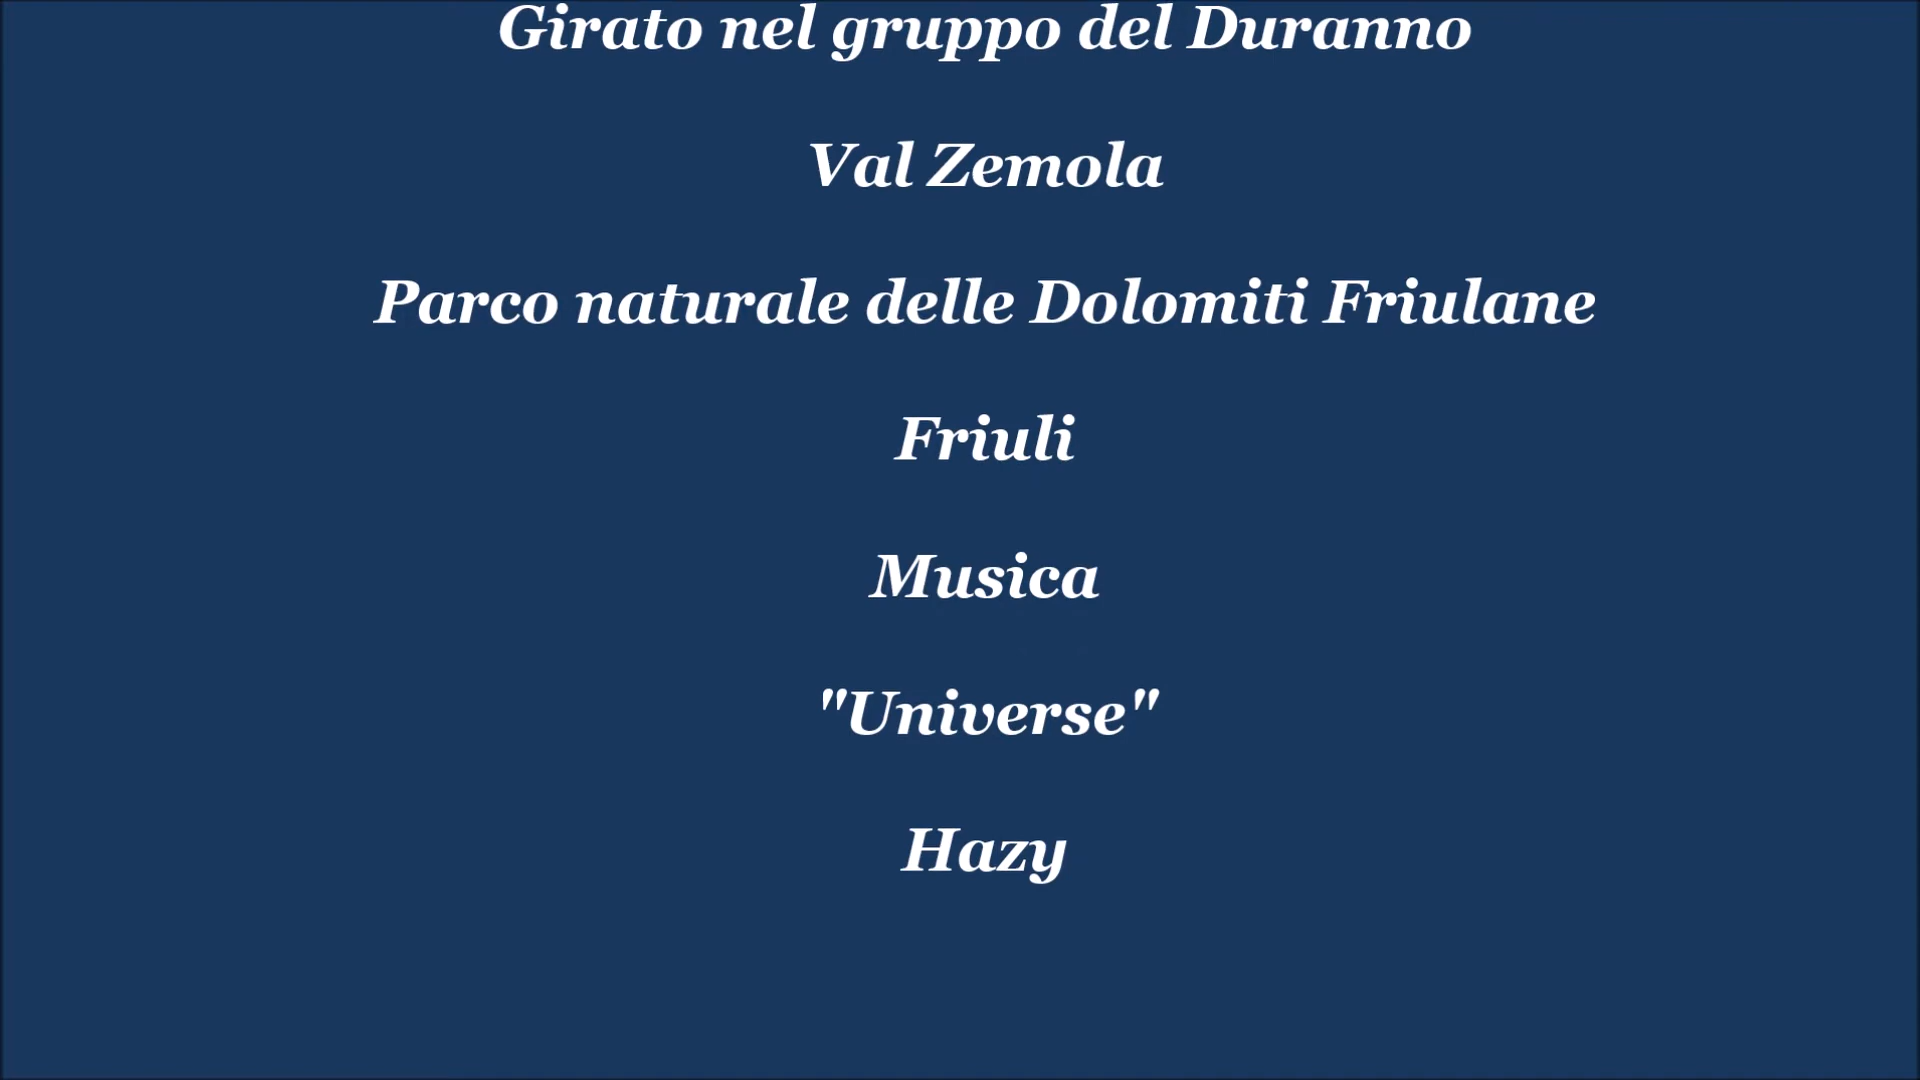 Girato nel gruppo del Duranno
Val Zemola
Parco naturale delle Dolomiti Friulane
Friuli
Musica
"Universe"
Hazy